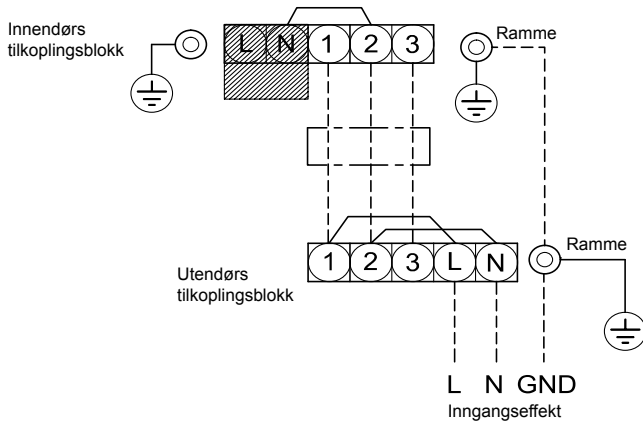 Innendørs
tilkoplingsblokk
L N 1 2 3
Ramme
1 2 3 L N
Ramme
Utendørs
tilkoplingsblokk
L N GND
Inngangseffekt